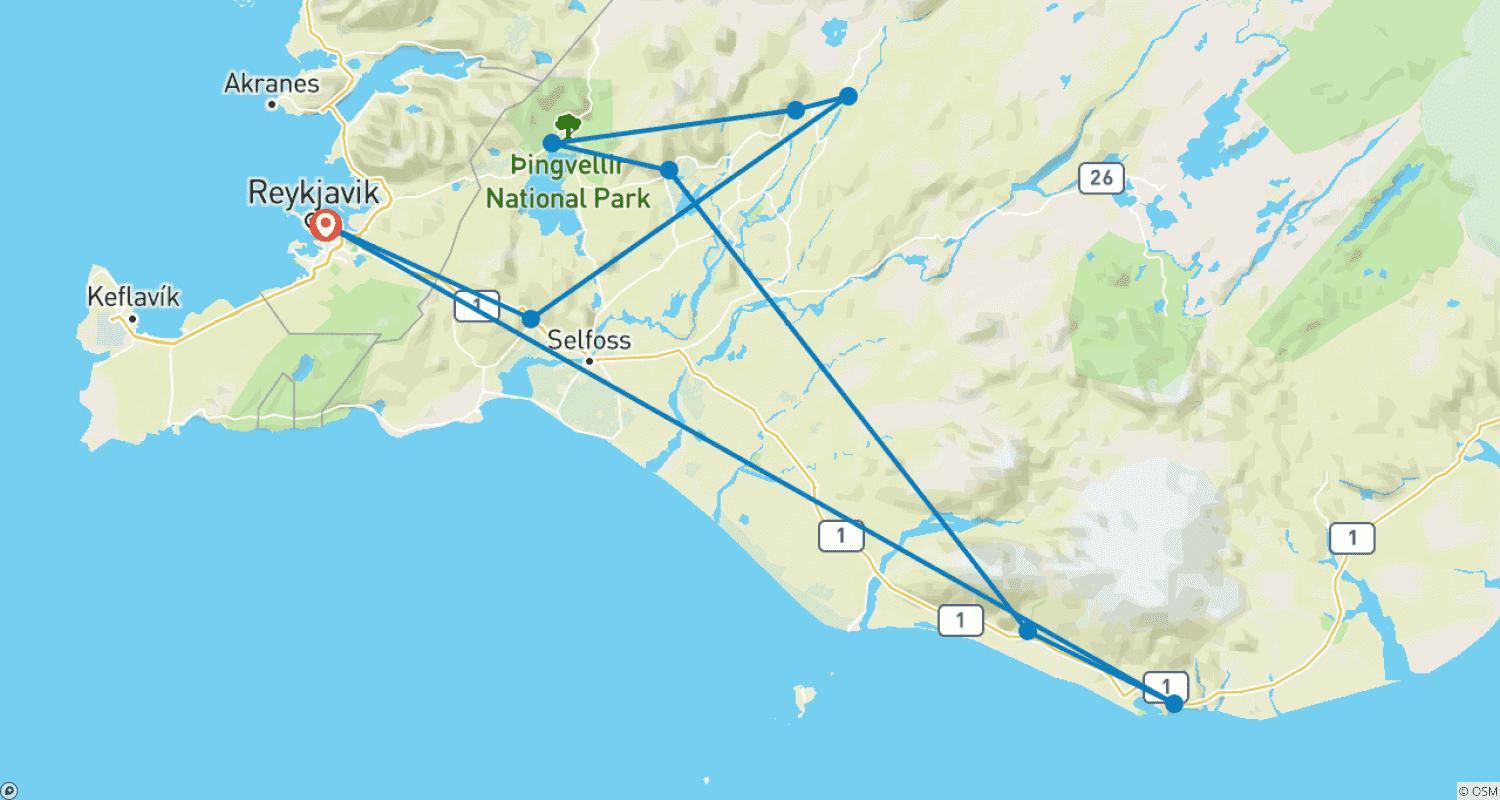 Akranes
Þingvellir
National Park
26
Reykjavik
Keflavík
1
Selfoss
1
1
1
1
© OSM